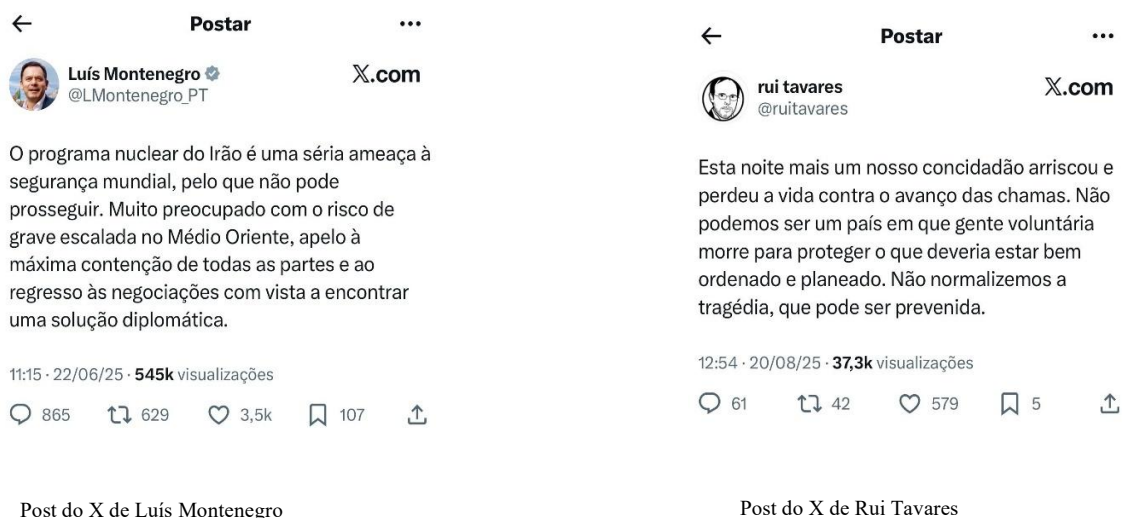 Postar
Luís Montenegro
@LMontenegro_PT
X.com
O programa nuclear do Irão é uma séria ameaça à
segurança mundial, pelo que não pode
prosseguir. Muito preocupado com o risco de
grave escalada no Médio Oriente, apelo à
máxima contenção de todas as partes e ao
regresso às negociações com vista a encontrar
uma solução diplomática.
11:15 · 22/06/25 · 545k visualizações
865 629 3,5k 107
Post do X de Luís Montenegro
Postar
rui tavares
@ruitavares
X.com
Esta noite mais um nosso concidadão arriscou e
perdeu a vida contra o avanço das chamas. Não
podemos ser um país em que gente voluntária
morre para proteger o que deveria estar bem
ordenado e planeado. Não normalizemos a
tragédia, que pode ser prevenida.
12:54 · 20/08/25 · 37,3k visualizações
61 42 579 5
Post do X de Rui Tavares